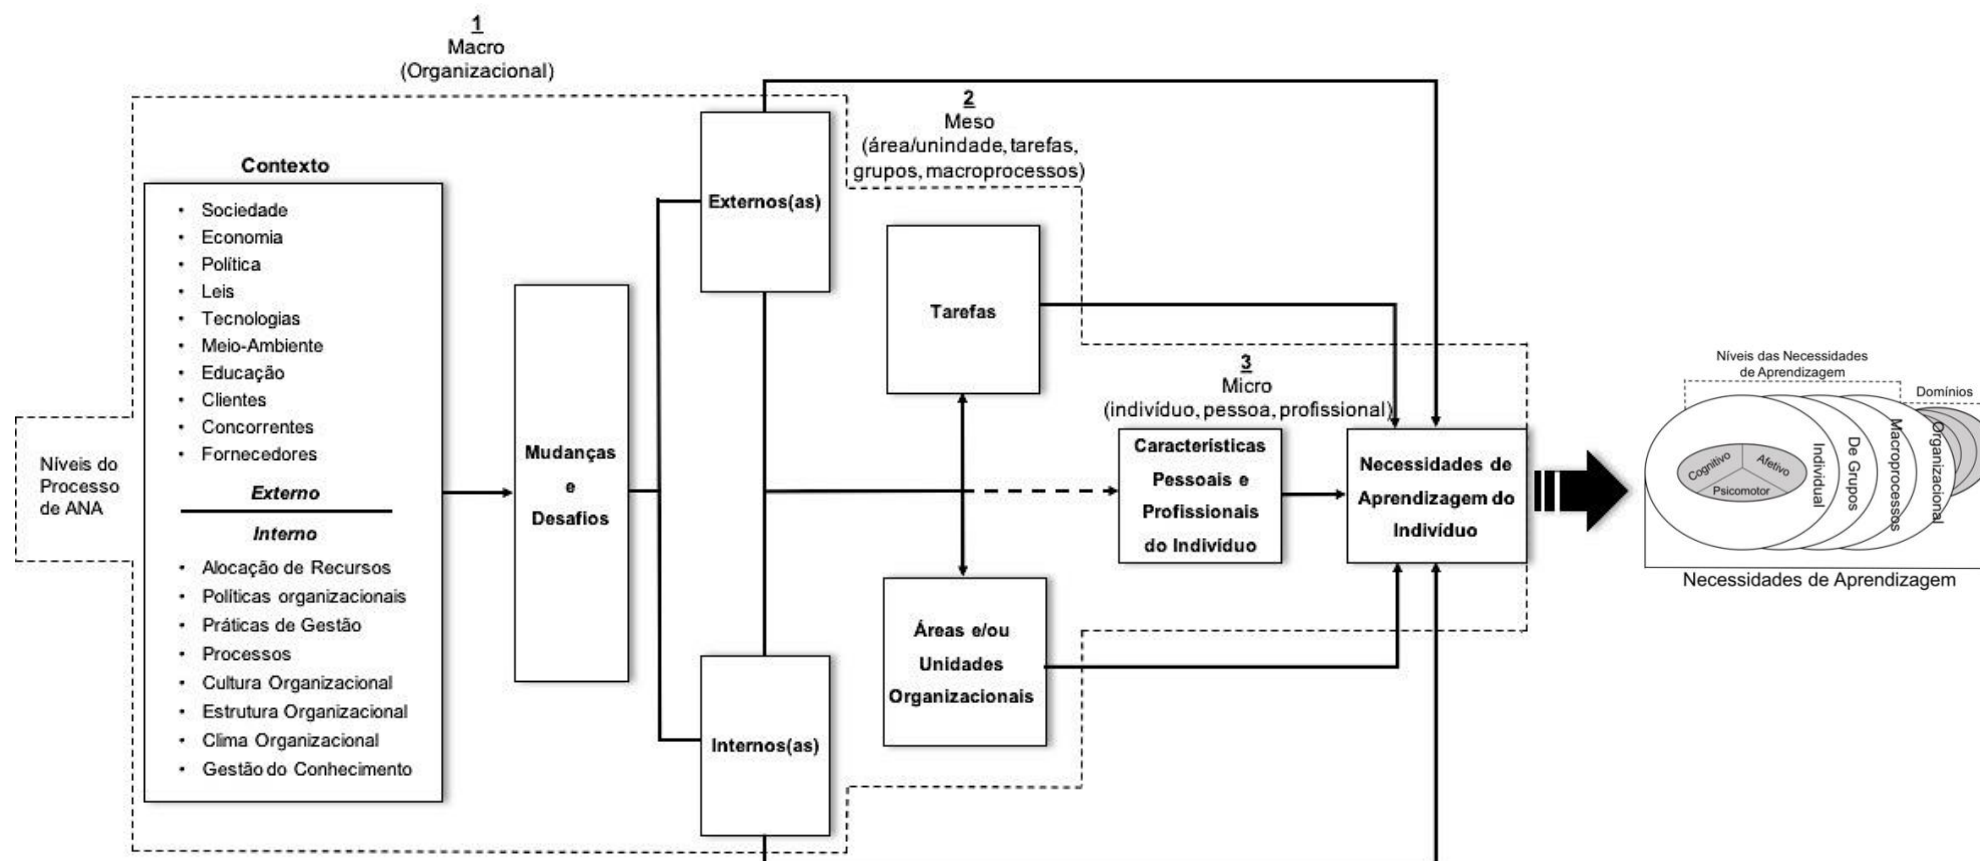 1
Macro
(Organizacional)
2
Meso
(área/unindade, tarefas,
grupos, macroprocessos)
Contexto
• Sociedade
• Economia
• Política
• Leis
• Tecnologias
• Meio-Ambiente
• Educação
• Clientes
• Concorrentes
• Fornecedores
Externo
Interno
• Alocação de Recursos
• Políticas organizacionais
• Práticas de Gestão
• Processos
• Cultura Organizacional
• Estrutura Organizacional
• Clima Organizacional
• Gestão do Conhecimento
Níveis do
Processo
de ANA
Mudanças
e
Desafios
Externos(as)
Internos(as)
Tarefas
Áreas e/ou
Unidades
Organizacionais
3
Micro
(indivíduo, pessoa, profissional)
Características
Pessoais e
Profissionais
do Indivíduo
Necessidades de
Aprendizagem do
Indivíduo
Níveis das Necessidades
de Aprendizagem
Domínios
Cognitivo
Afetivo
Psicomotor
Individual
De Grupos
Macroprocessos
Organizacional
Necessidades de Aprendizagem